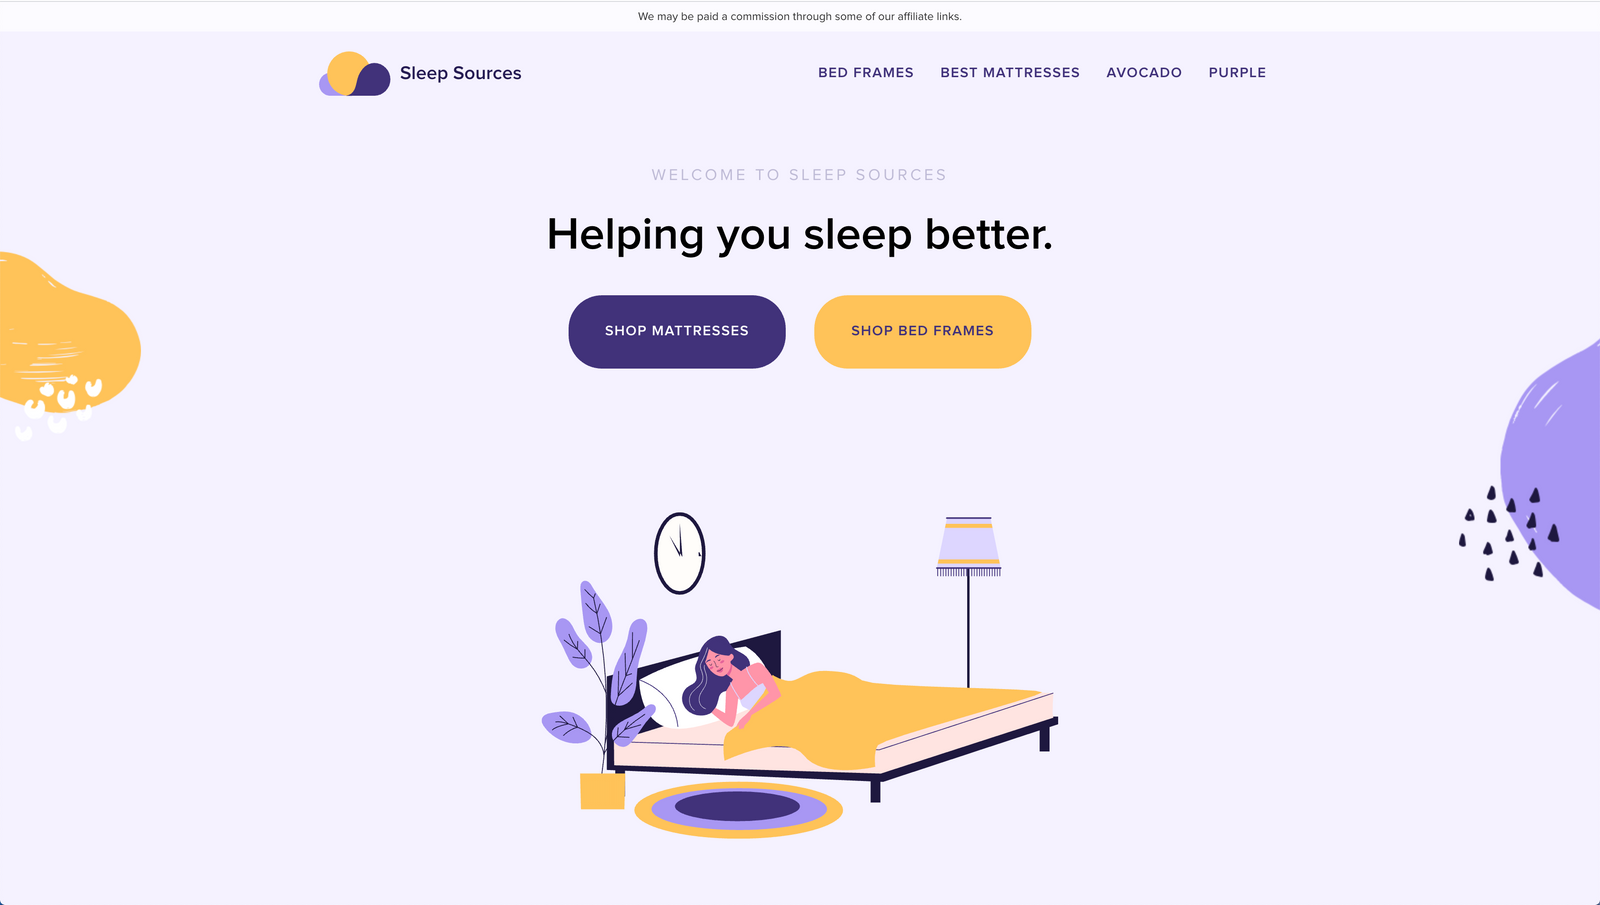 We may be paid a commission through some of our affiliate links.
Sleep Sources
BED FRAMES BEST MATTRESSES AVOCADO PURPLE
WELCOME TO SLEEP SOURCES
Helping you sleep better.
SHOP MATTRESSES SHOP BED FRAMES